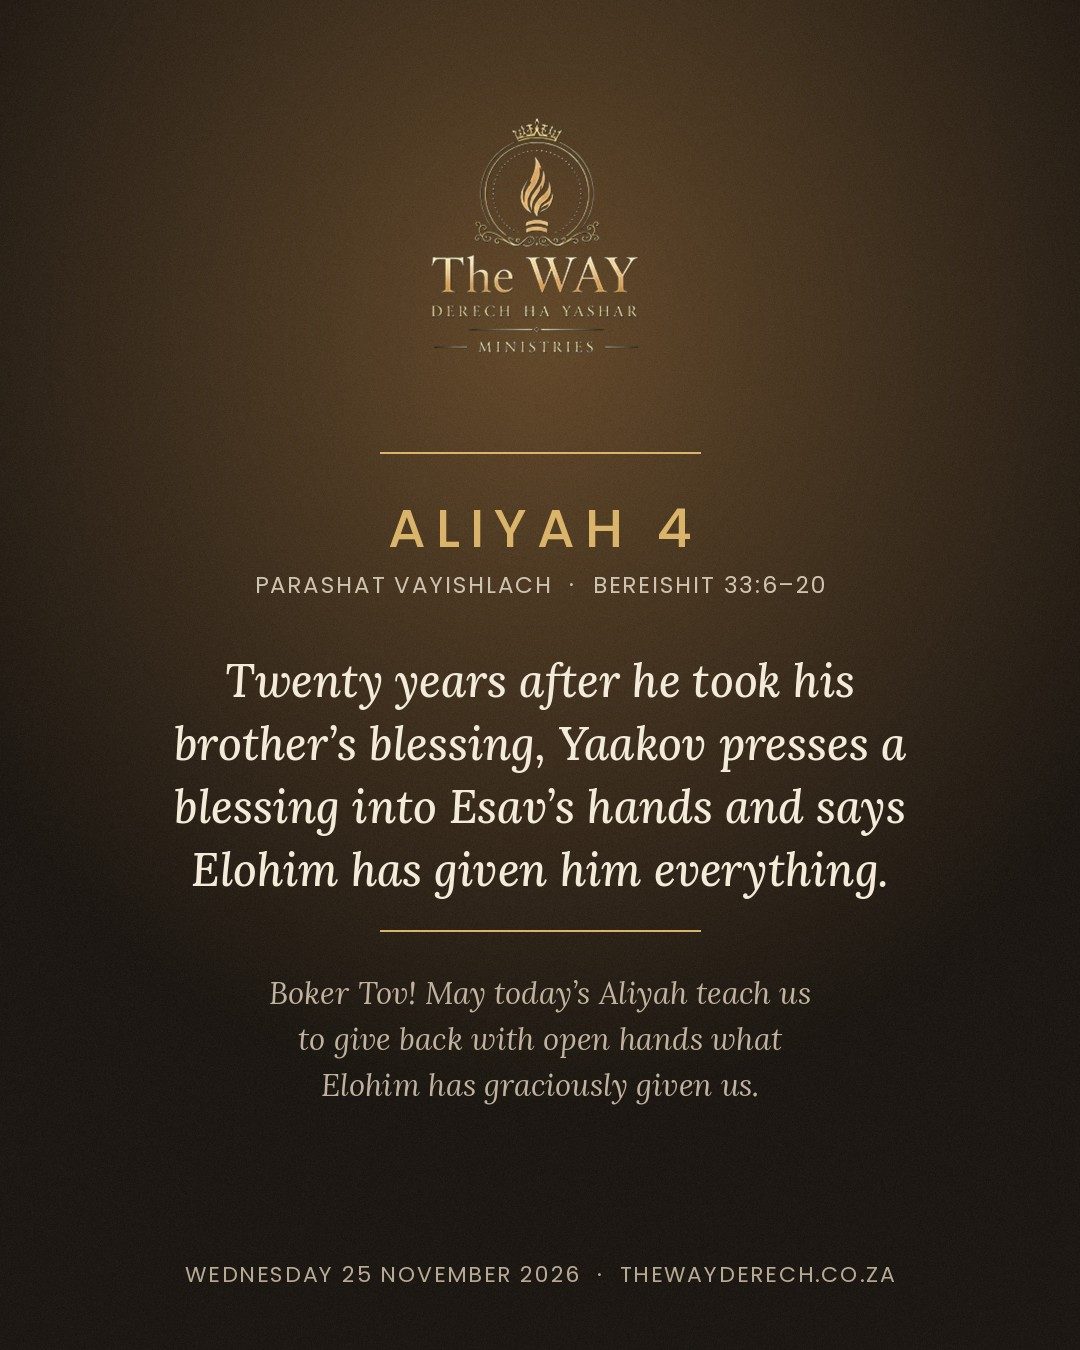 The WAY
DERECH HA YASHAR
MINISTRIES
ALIYAH 4
PARASHAT VAYISHLACH · BEREISHIT 33:6–20
Twenty years after he took his
brother’s blessing, Yaakov presses a
blessing into Esav’s hands and says
Elohim has given him everything.
Boker Tov! May today’s Aliyah teach us
to give back with open hands what
Elohim has graciously given us.
WEDNESDAY 25 NOVEMBER 2026 · THEWAYDERECH.CO.ZA